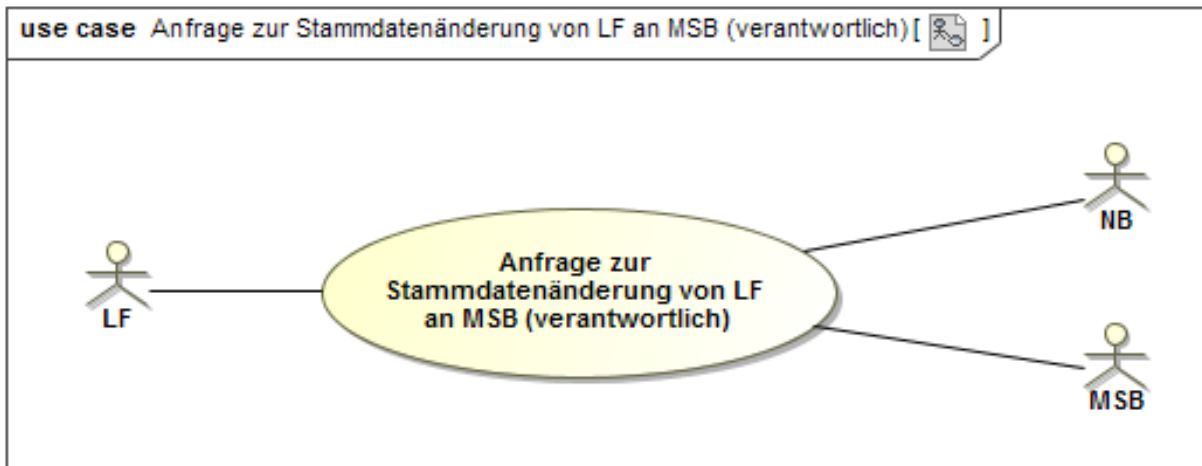 use case Anfrage zur Stammdatenänderung von LF an MSB (verantwortlich) [ ]
NB
Anfrage zur
Stammdatenänderung von LF
an MSB (verantwortlich)
LF
MSB